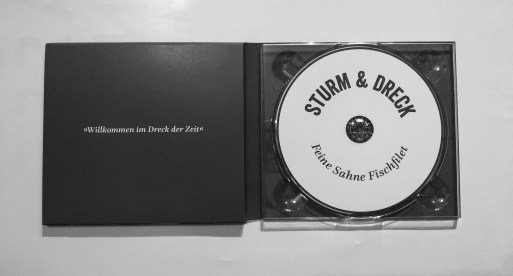 »Willkommen im Dreck der Zeit«
STURM & DRECK
Feine Sahne Fischfilet